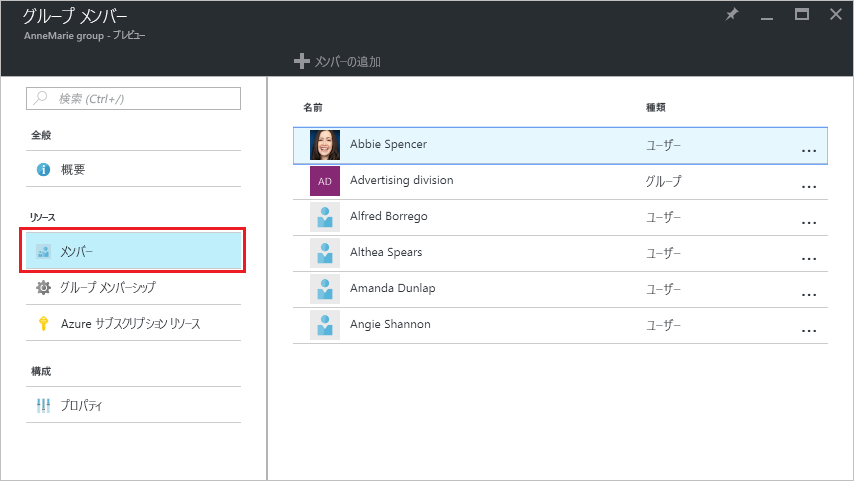 グループ メンバー
AnneMarie group - プレビュー
メンバーの追加
検索 (Ctrl+/)
全般
概要
リソース
メンバー
グループ メンバーシップ
Azure サブスクリプション リソース
構成
プロパティ
名前 種類
Abbie Spencer ユーザー ...
AD Advertising division グループ ...
Alfred Borrego ユーザー ...
Althea Spears ユーザー ...
Amanda Dunlap ユーザー ...
Angie Shannon ユーザー ...